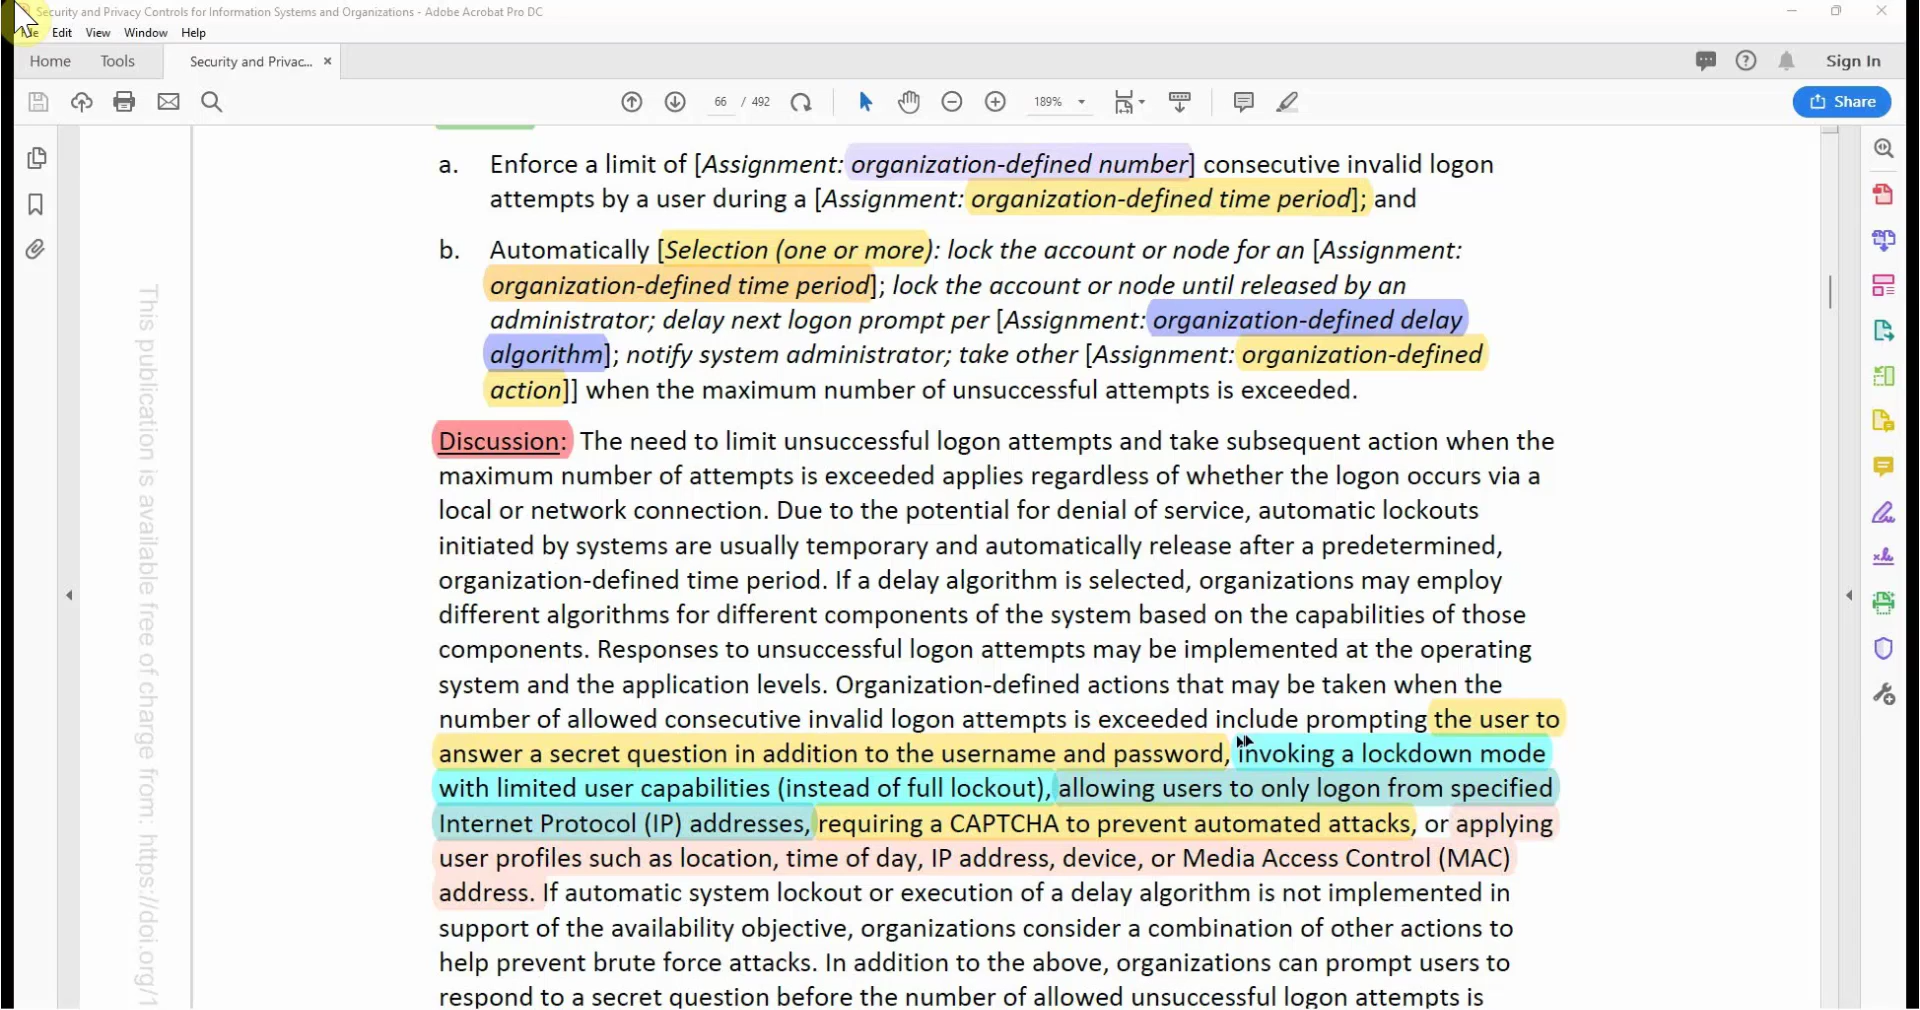 Security and Privacy Controls for Information Systems and Organizations - Adobe Acrobat Pro DC
File Edit View Window Help
Home Tools Security and Privac... × Sign In
66 / 492 189% Share
a. Enforce a limit of [Assignment: organization-defined number] consecutive invalid logon
attempts by a user during a [Assignment: organization-defined time period]; and
b. Automatically [Selection (one or more): lock the account or node for an [Assignment:
organization-defined time period]; lock the account or node until released by an
administrator; delay next logon prompt per [Assignment: organization-defined delay
algorithm]; notify system administrator; take other [Assignment: organization-defined
action]] when the maximum number of unsuccessful attempts is exceeded.
Discussion: The need to limit unsuccessful logon attempts and take subsequent action when the
maximum number of attempts is exceeded applies regardless of whether the logon occurs via a
local or network connection. Due to the potential for denial of service, automatic lockouts
initiated by systems are usually temporary and automatically release after a predetermined,
organization-defined time period. If a delay algorithm is selected, organizations may employ
different algorithms for different components of the system based on the capabilities of those
components. Responses to unsuccessful logon attempts may be implemented at the operating
system and the application levels. Organization-defined actions that may be taken when the
number of allowed consecutive invalid logon attempts is exceeded include prompting the user to
answer a secret question in addition to the username and password, invoking a lockdown mode
with limited user capabilities (instead of full lockout), allowing users to only logon from specified
Internet Protocol (IP) addresses, requiring a CAPTCHA to prevent automated attacks, or applying
user profiles such as location, time of day, IP address, device, or Media Access Control (MAC)
address. If automatic system lockout or execution of a delay algorithm is not implemented in
support of the availability objective, organizations consider a combination of other actions to
help prevent brute force attacks. In addition to the above, organizations can prompt users to
respond to a secret question before the number of allowed unsuccessful logon attempts is
This publication is available free of charge from: https://doi.org/1